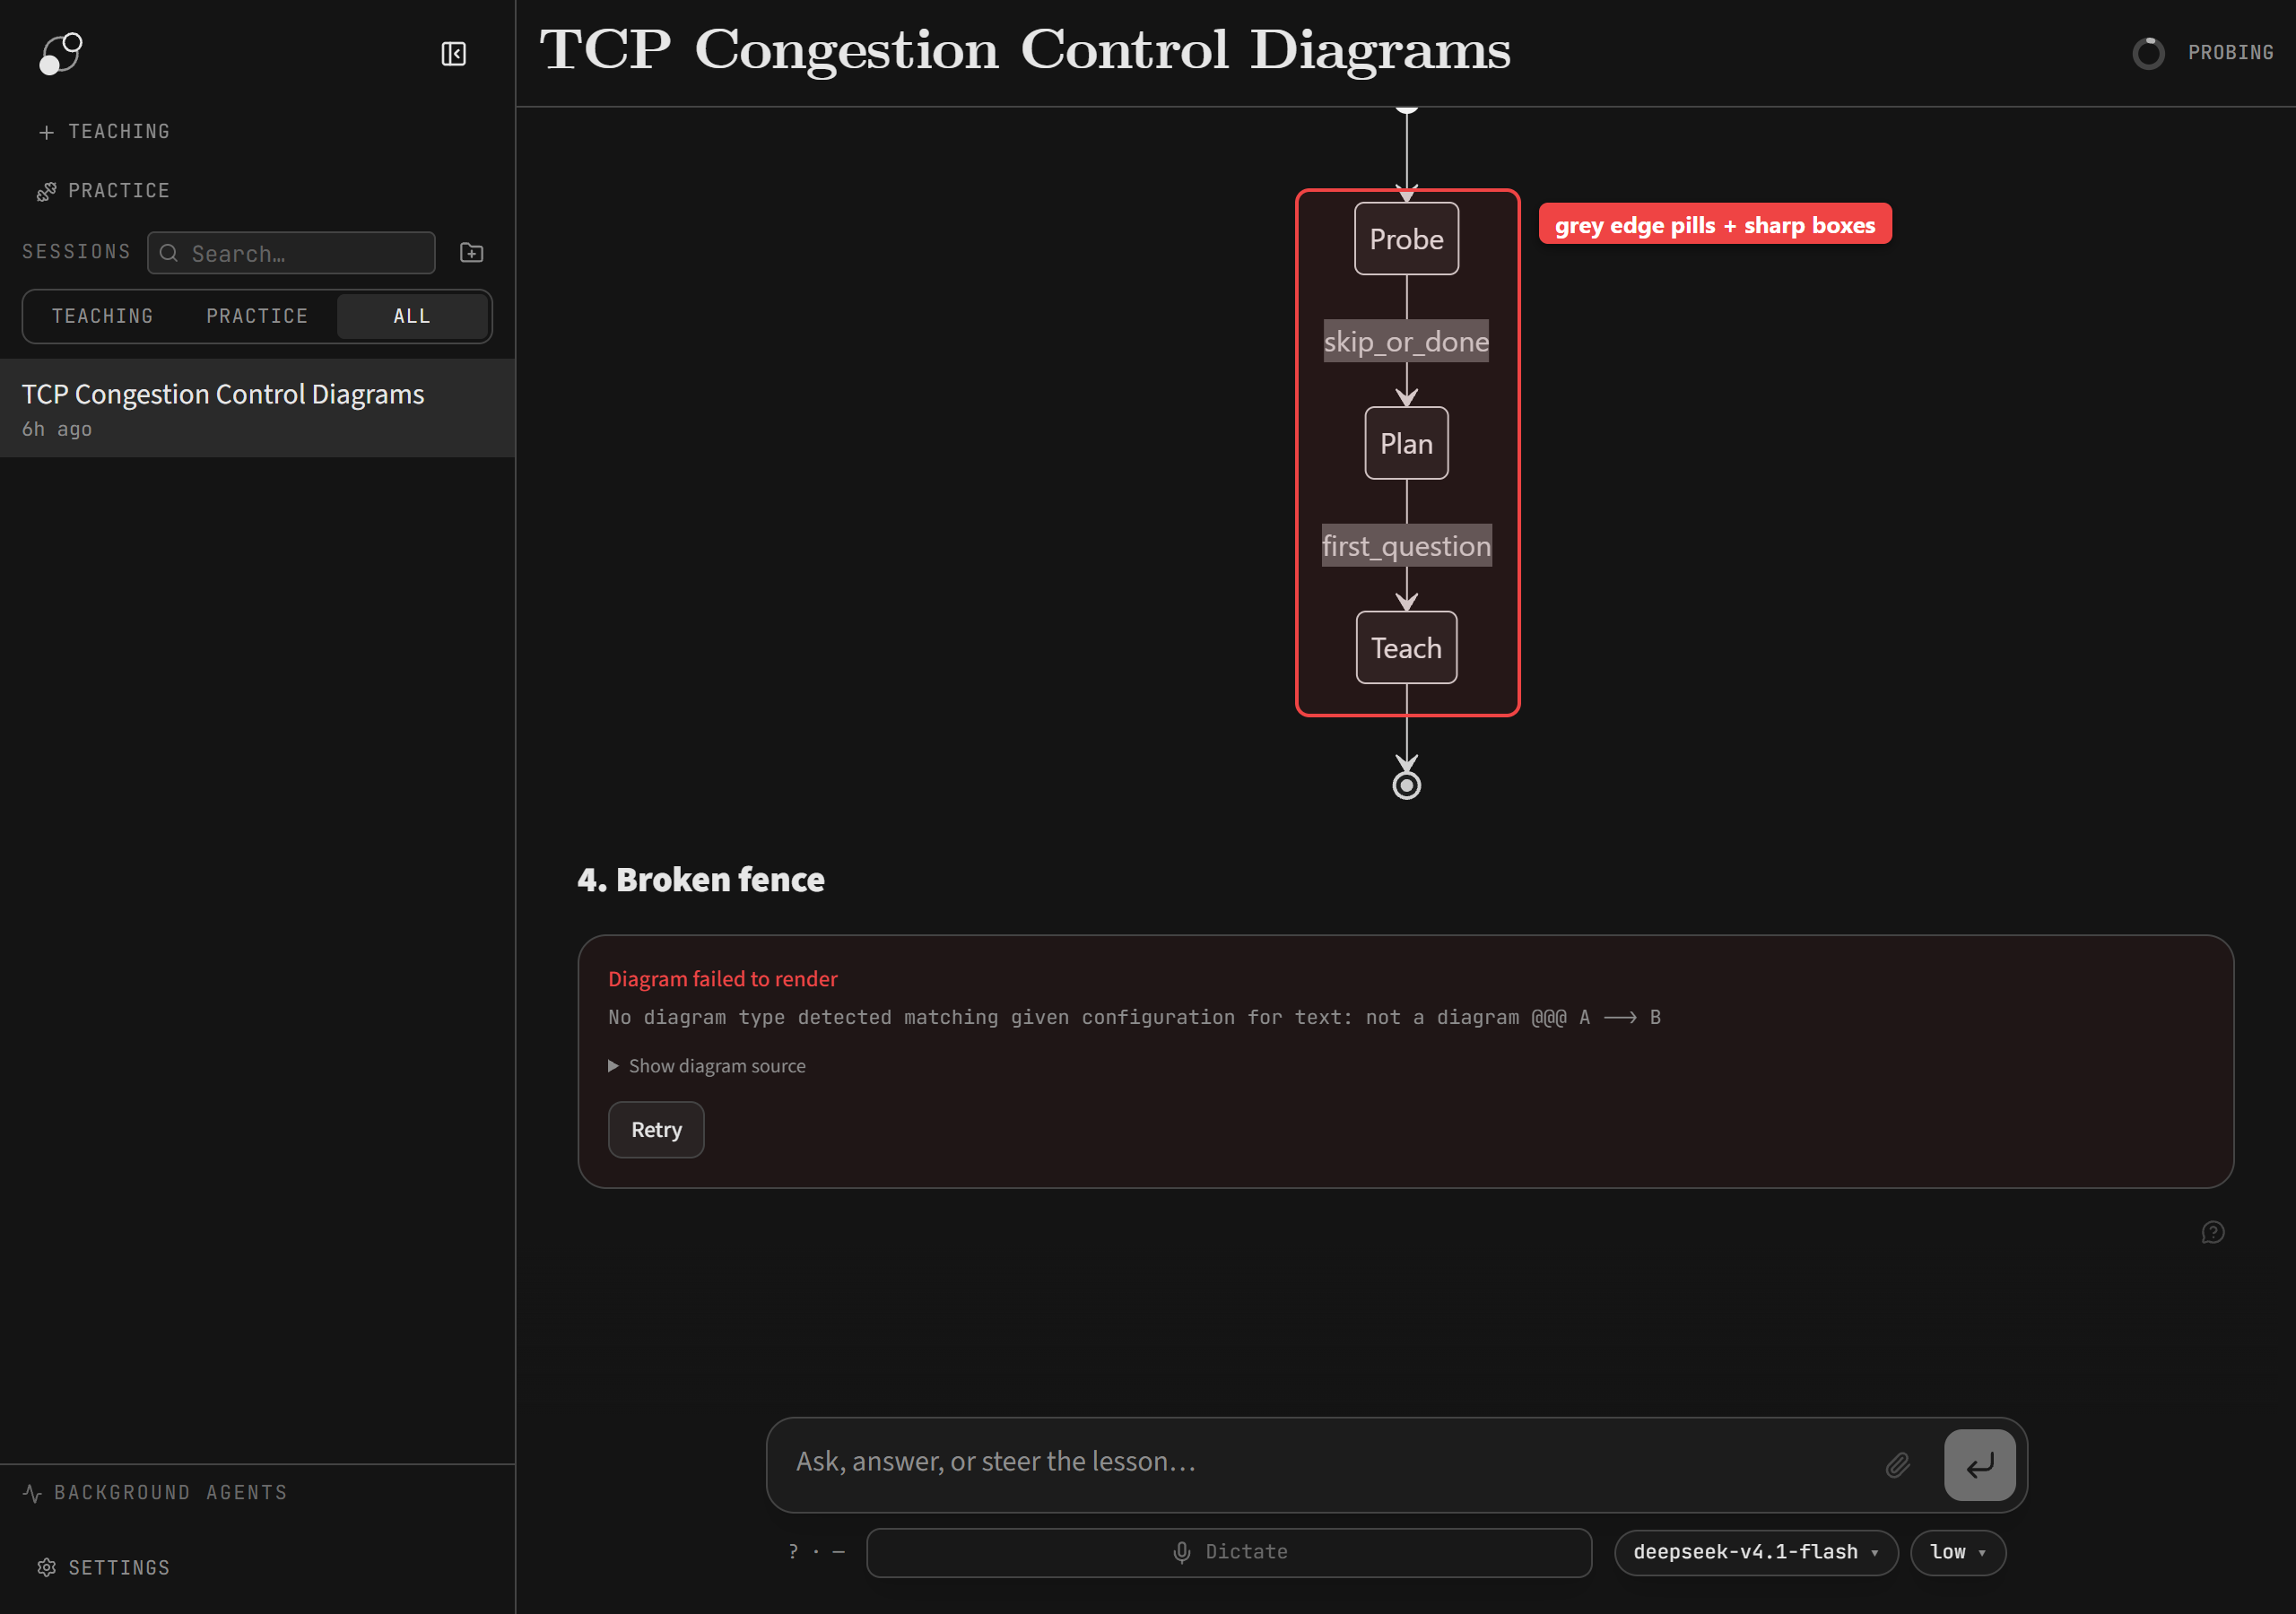 TCP Congestion Control Diagrams
PROBING
TEACHING
PRACTICE
SESSIONS
Search…
TEACHING
PRACTICE
ALL
TCP Congestion Control Diagrams
6h ago
Probe
grey edge pills + sharp boxes
skip_or_done
Plan
first_question
Teach
4. Broken fence
Diagram failed to render
No diagram type detected matching given configuration for text: not a diagram @@@ A --> B
Show diagram source
Retry
Ask, answer, or steer the lesson…
BACKGROUND AGENTS
? · —
Dictate
deepseek-v4.1-flash
low
SETTINGS